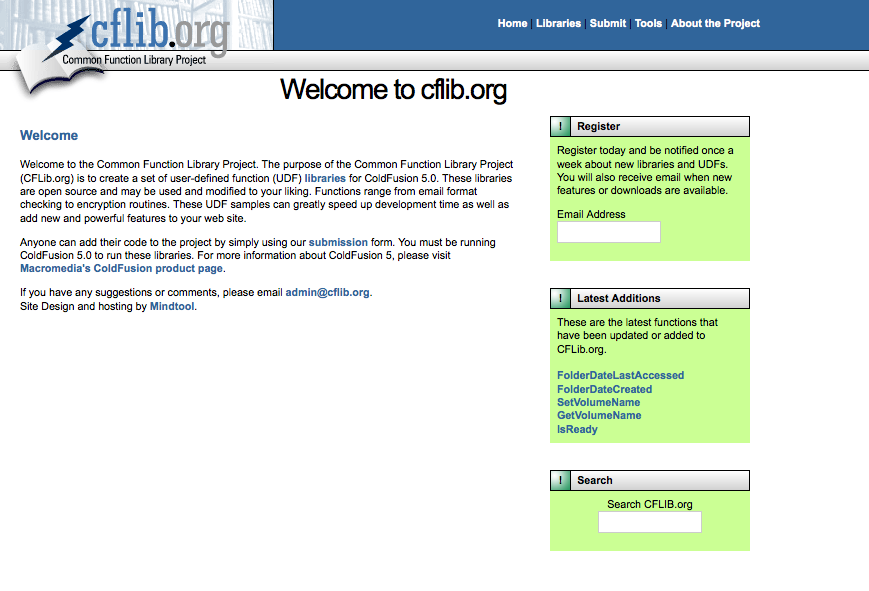 cflib.org
Common Function Library Project
Home | Libraries | Submit | Tools | About the Project
Welcome to cflib.org
Welcome
Welcome to the Common Function Library Project. The purpose of the Common Function Library Project
(CFLib.org) is to create a set of user-defined function (UDF) libraries for ColdFusion 5.0. These libraries
are open source and may be used and modified to your liking. Functions range from email format
checking to encryption routines. These UDF samples can greatly speed up development time as well as
add new and powerful features to your web site.
Anyone can add their code to the project by simply using our submission form. You must be running
ColdFusion 5.0 to run these libraries. For more information about ColdFusion 5, please visit
Macromedia's ColdFusion product page.
If you have any suggestions or comments, please email admin@cflib.org.
Site Design and hosting by Mindtool.
! Register
Register today and be notified once a
week about new libraries and UDFs.
You will also receive email when new
features or downloads are available.
Email Address
! Latest Additions
These are the latest functions that
have been updated or added to
CFLib.org.
FolderDateLastAccessed
FolderDateCreated
SetVolumeName
GetVolumeName
IsReady
! Search
Search CFLIB.org